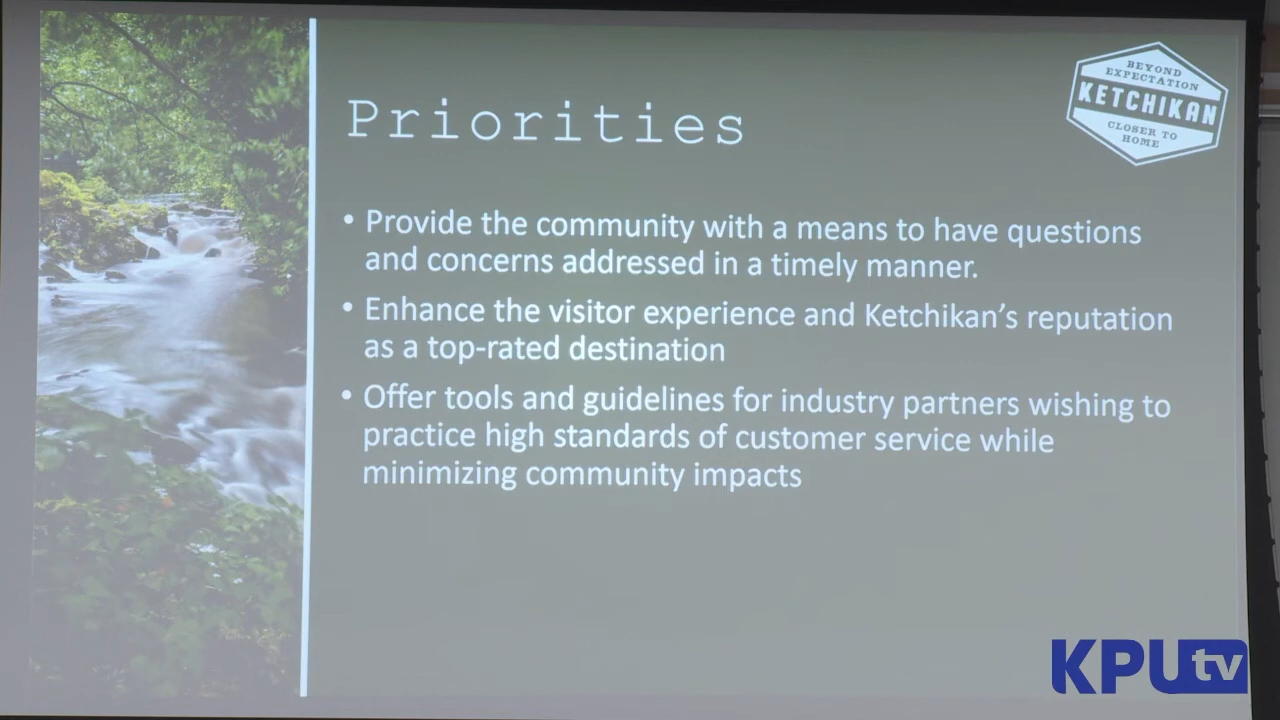 Priorities
BEYOND
EXPECTATION
KETCHIKAN
CLOSER TO
HOME
• Provide the community with a means to have questions
and concerns addressed in a timely manner.
• Enhance the visitor experience and Ketchikan’s reputation
as a top-rated destination
• Offer tools and guidelines for industry partners wishing to
practice high standards of customer service while
minimizing community impacts
KPUtv